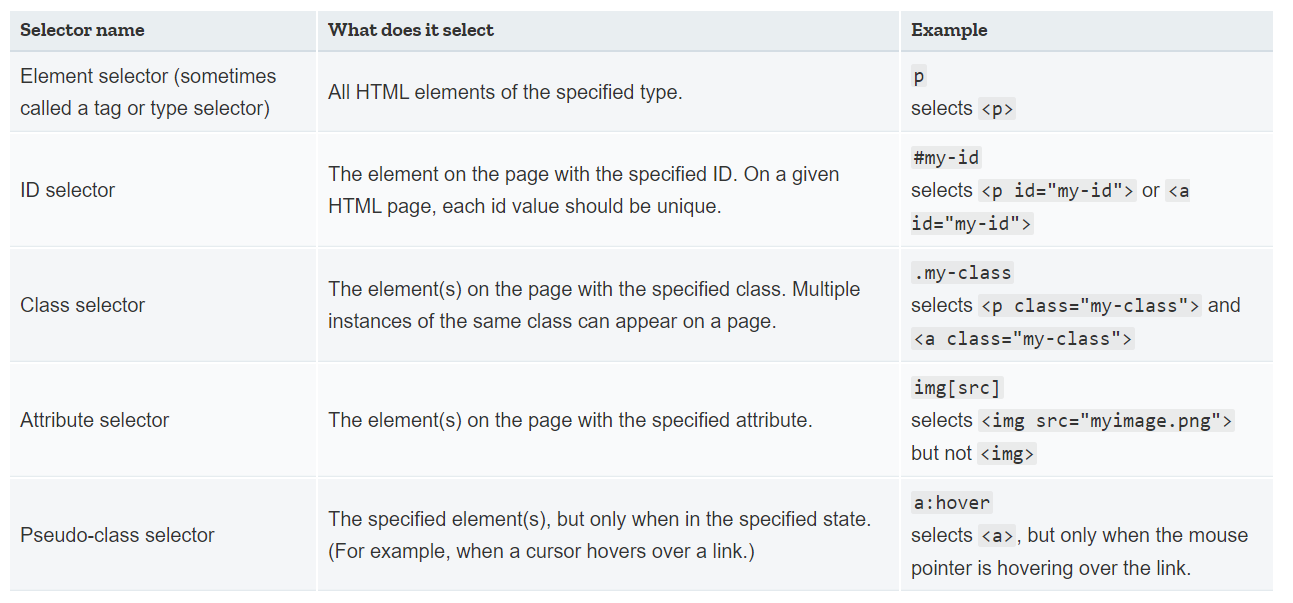 Selector name
What does it select
Example
Element selector (sometimes
called a tag or type selector)
All HTML elements of the specified type.
p
selects <p>
ID selector
The element on the page with the specified ID. On a given
HTML page, each id value should be unique.
#my-id
selects <p id="my-id"> or <a
id="my-id">
Class selector
The element(s) on the page with the specified class. Multiple
instances of the same class can appear on a page.
.my-class
selects <p class="my-class"> and
<a class="my-class">
Attribute selector
The element(s) on the page with the specified attribute.
img[src]
selects <img src="myimage.png">
but not <img>
Pseudo-class selector
The specified element(s), but only when in the specified state.
(For example, when a cursor hovers over a link.)
a:hover
selects <a>, but only when the mouse
pointer is hovering over the link.